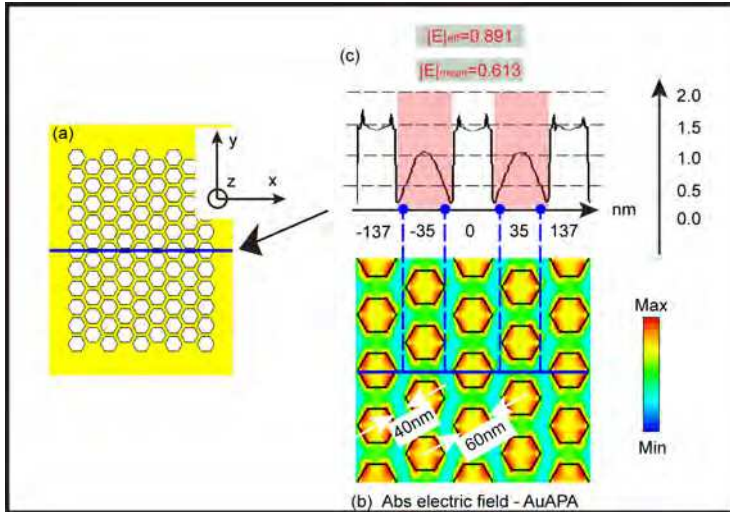 |E|eff=0.891
(c)
|E|mean=0.613
2.0
(a)
1.5
y
1.0
z
x
0.5
nm
0.0
-137 -35 0 35 137
Max
40nm
60nm
Min
(b) Abs electric field - AuAPA